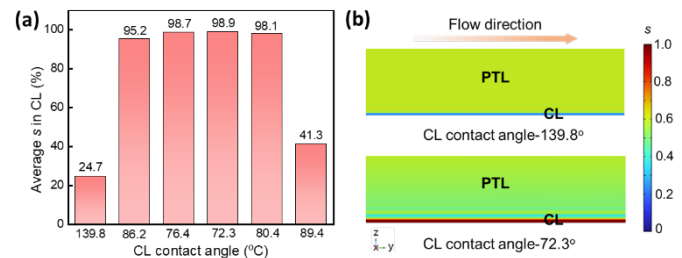 (a)
Average s in CL (%)
100
80
60
40
20
0
24.7
95.2
98.7
98.9
98.1
41.3
139.8
86.2
76.4
72.3
80.4
89.4
CL contact angle (°C)
(b)
Flow direction
PTL
CL
CL contact angle-139.8°
PTL
CL
CL contact angle-72.3°
z
x
y
s
1.0
0.8
0.6
0.4
0.2
0